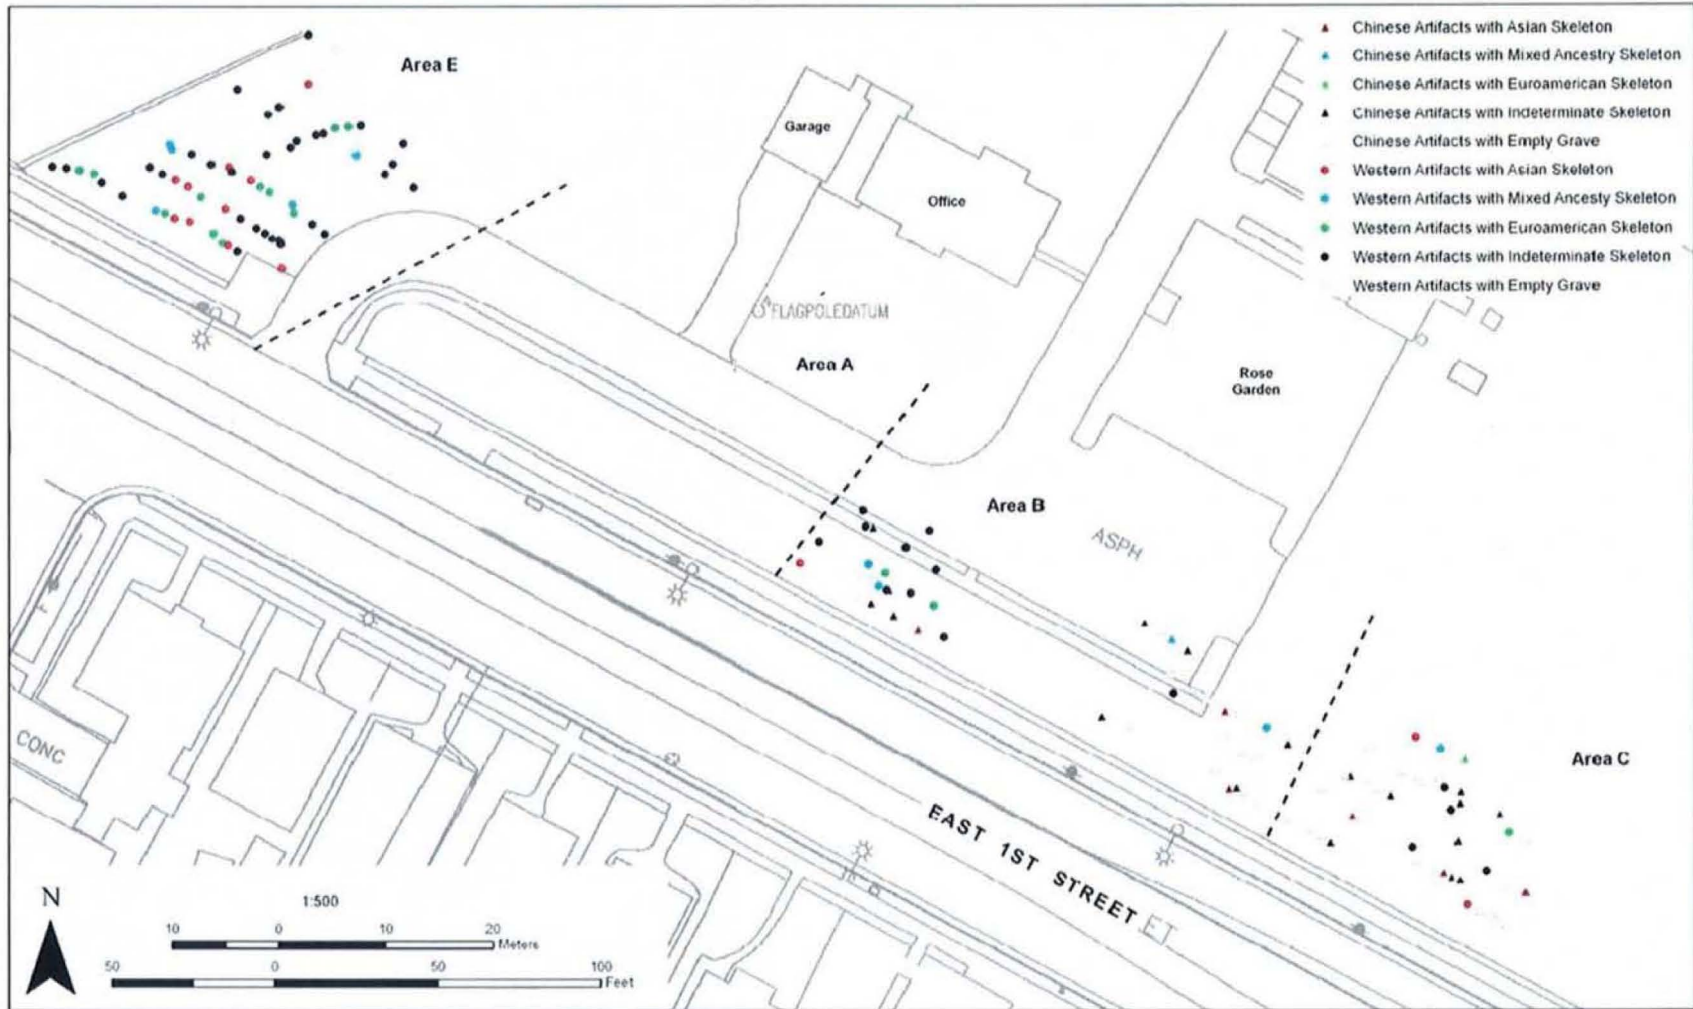 Area E
Chinese Artifacts with Asian Skeleton
Chinese Artifacts with Mixed Ancestry Skeleton
Chinese Artifacts with Euroamerican Skeleton
Chinese Artifacts with Indeterminate Skeleton
Chinese Artifacts with Empty Grave
Western Artifacts with Asian Skeleton
Western Artifacts with Mixed Ancesty Skeleton
Western Artifacts with Euroamerican Skeleton
Western Artifacts with Indeterminate Skeleton
Western Artifacts with Empty Grave
Garage
Office
FLAGPOLEDATUM
Area A
Rose
Garden
Area B
ASPH
Area C
CONC
EAST 1ST STREET ET
N
1:500
10 0 10 20
Meters
50 0 50 100
Feet